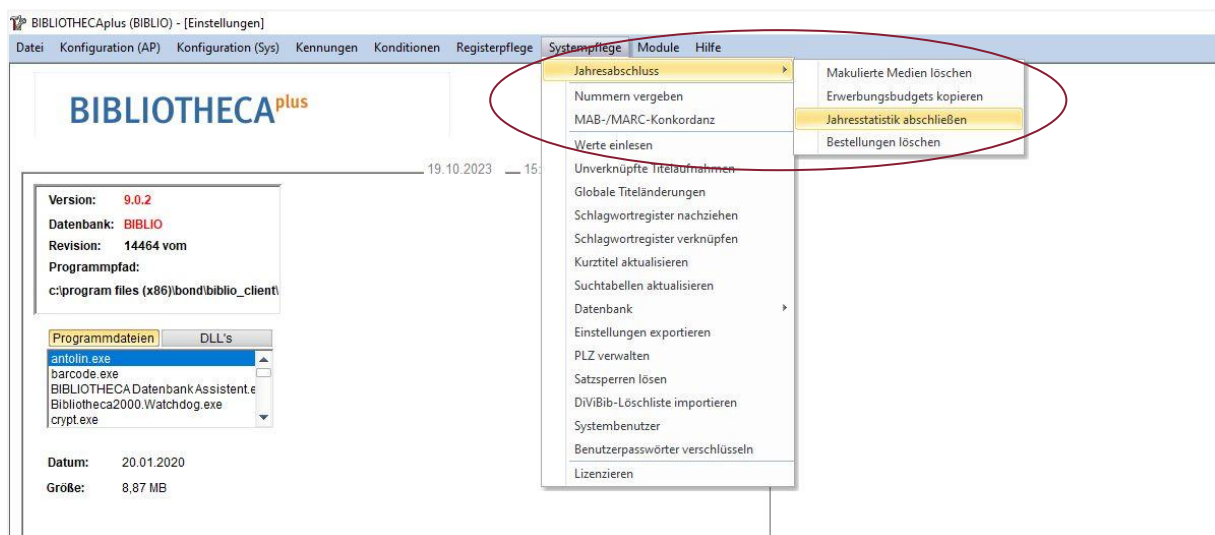 BIBLIOTHECAplus (BIBLIO) - [Einstellungen]
Datei Konfiguration (AP) Konfiguration (Sys) Kennungen Konditionen Registerpflege Systempflege Module Hilfe
BIBLIOTHECAplus
19.10.2023 15:
Version: 9.0.2
Datenbank: BIBLIO
Revision: 14464 vom
Programmpfad:
c:\program files (x86)\bond\biblio_client\
Programmdateien DLL's
antolin.exe
barcode.exe
BIBLIOTHECA Datenbank Assistent.e
Bibliotheca2000.Watchdog.exe
crypt.exe
Datum: 20.01.2020
Größe: 8,87 MB
Jahresabschluss
Nummern vergeben
MAB-/MARC-Konkordanz
Werte einlesen
Unverknüpfte Titelaufnahmen
Globale Titeländerungen
Schlagwortregister nachziehen
Schlagwortregister verknüpfen
Kurztitel aktualisieren
Suchtabellen aktualisieren
Datenbank
Einstellungen exportieren
PLZ verwalten
Satzsperren lösen
DiViBib-Löschliste importieren
Systembenutzer
Benutzerpasswörter verschlüsseln
Lizenzieren
Makulierte Medien löschen
Erwerbungsbudgets kopieren
Jahresstatistik abschließen
Bestellungen löschen